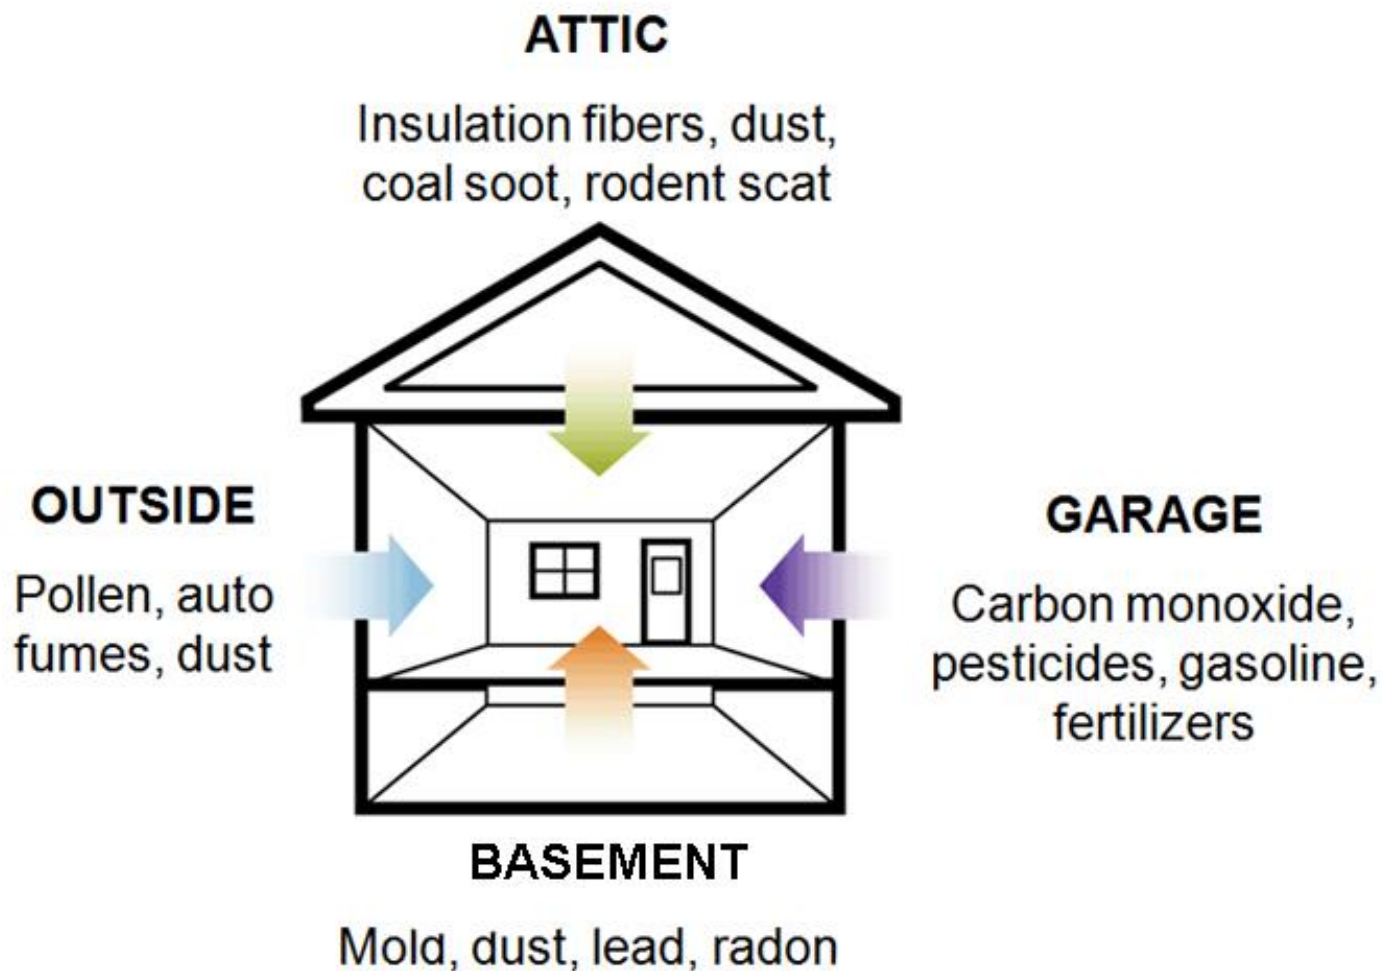 ATTIC
Insulation fibers, dust,
coal soot, rodent scat
OUTSIDE
Pollen, auto
fumes, dust
GARAGE
Carbon monoxide,
pesticides, gasoline,
fertilizers
BASEMENT
Mold, dust, lead, radon